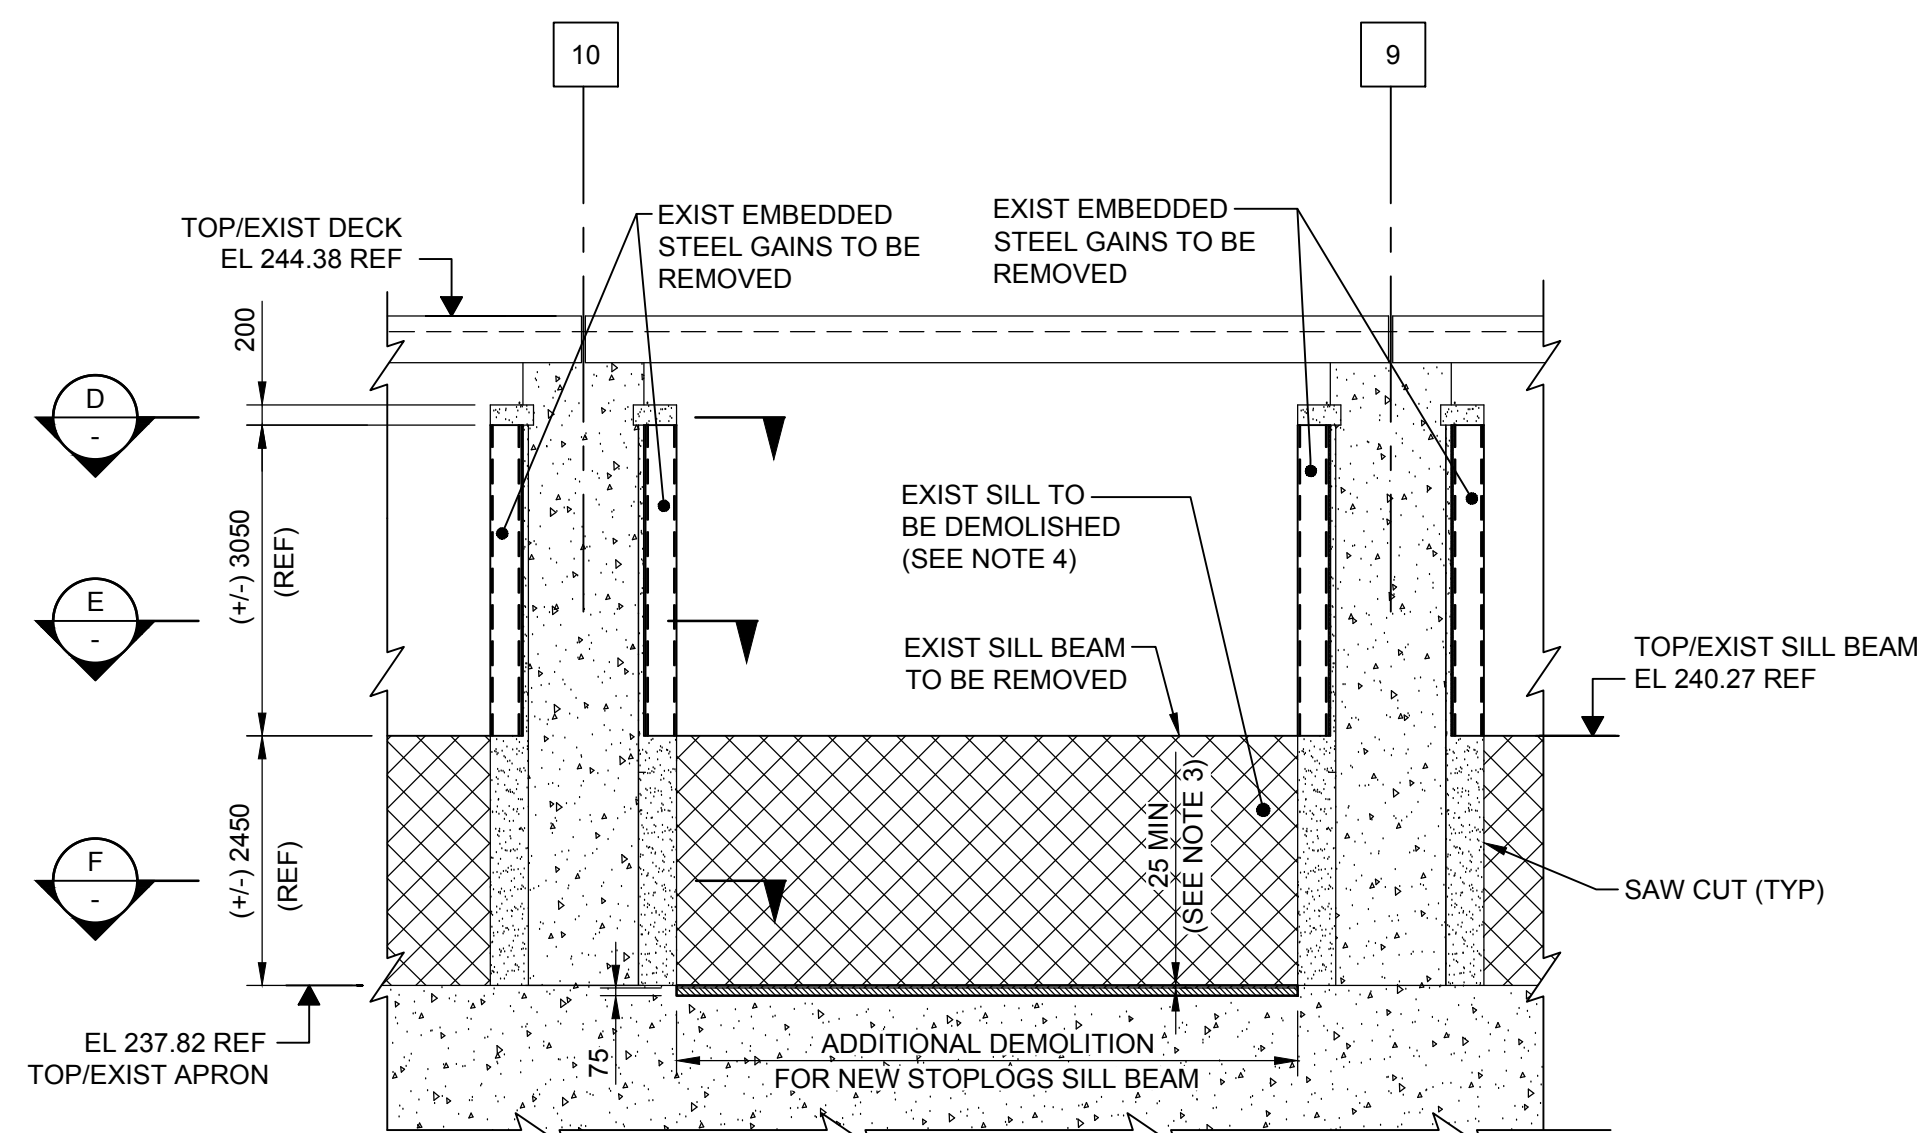 10
9
TOP/EXIST DECK
EL 244.38 REF
EXIST EMBEDDED
STEEL GAINS TO BE
REMOVED
EXIST EMBEDDED
STEEL GAINS TO BE
REMOVED
200
D
-
(+/-) 3050
(REF)
EXIST SILL TO
BE DEMOLISHED
(SEE NOTE 4)
E
-
EXIST SILL BEAM
TO BE REMOVED
TOP/EXIST SILL BEAM
EL 240.27 REF
(+/-) 2450
(REF)
25 MIN
(SEE NOTE 3)
F
-
SAW CUT (TYP)
EL 237.82 REF
TOP/EXIST APRON
75
ADDITIONAL DEMOLITION
FOR NEW STOPLOGS SILL BEAM